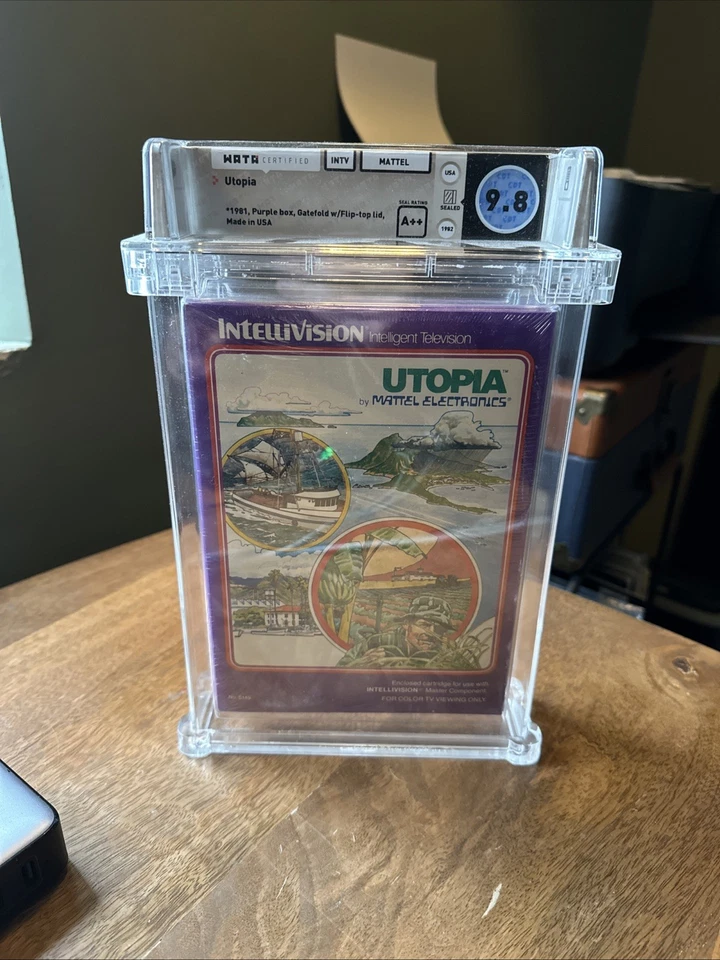 WATA CERTIFIED INTV MATTEL
USA
Utopia
SEALED
9.8
SEAL RATING
A++
*1981, Purple box, Gatefold w/Flip-top lid,
Made in USA
1982
INTELLIVISION® Intelligent Television
UTOPIA™
by MATTEL ELECTRONICS®
Enclosed cartridge for use with
INTELLIVISION® Master Component.
FOR COLOR TV VIEWING ONLY